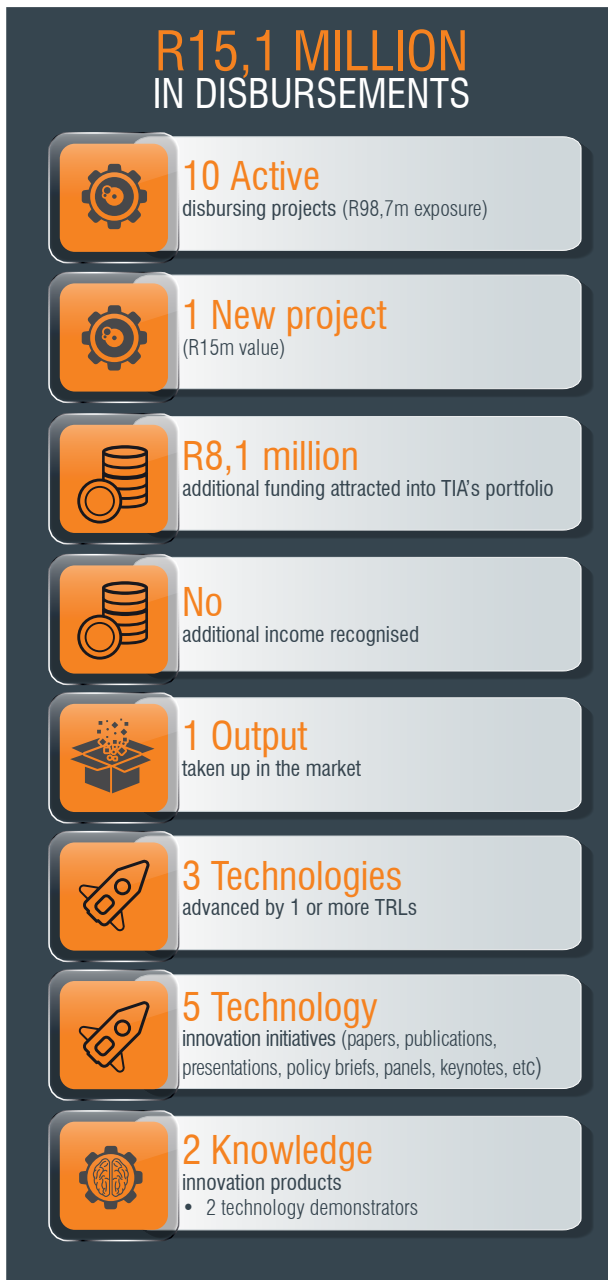 R15,1 MILLION
IN DISBURSEMENTS
10 Active
disbursing projects (R98,7m exposure)
1 New project
(R15m value)
R8,1 million
additional funding attracted into TIA's portfolio
No
additional income recognised
1 Output
taken up in the market
3 Technologies
advanced by 1 or more TRLs
5 Technology
innovation initiatives (papers, publications,
presentations, policy briefs, panels, keynotes, etc)
2 Knowledge
innovation products
• 2 technology demonstrators